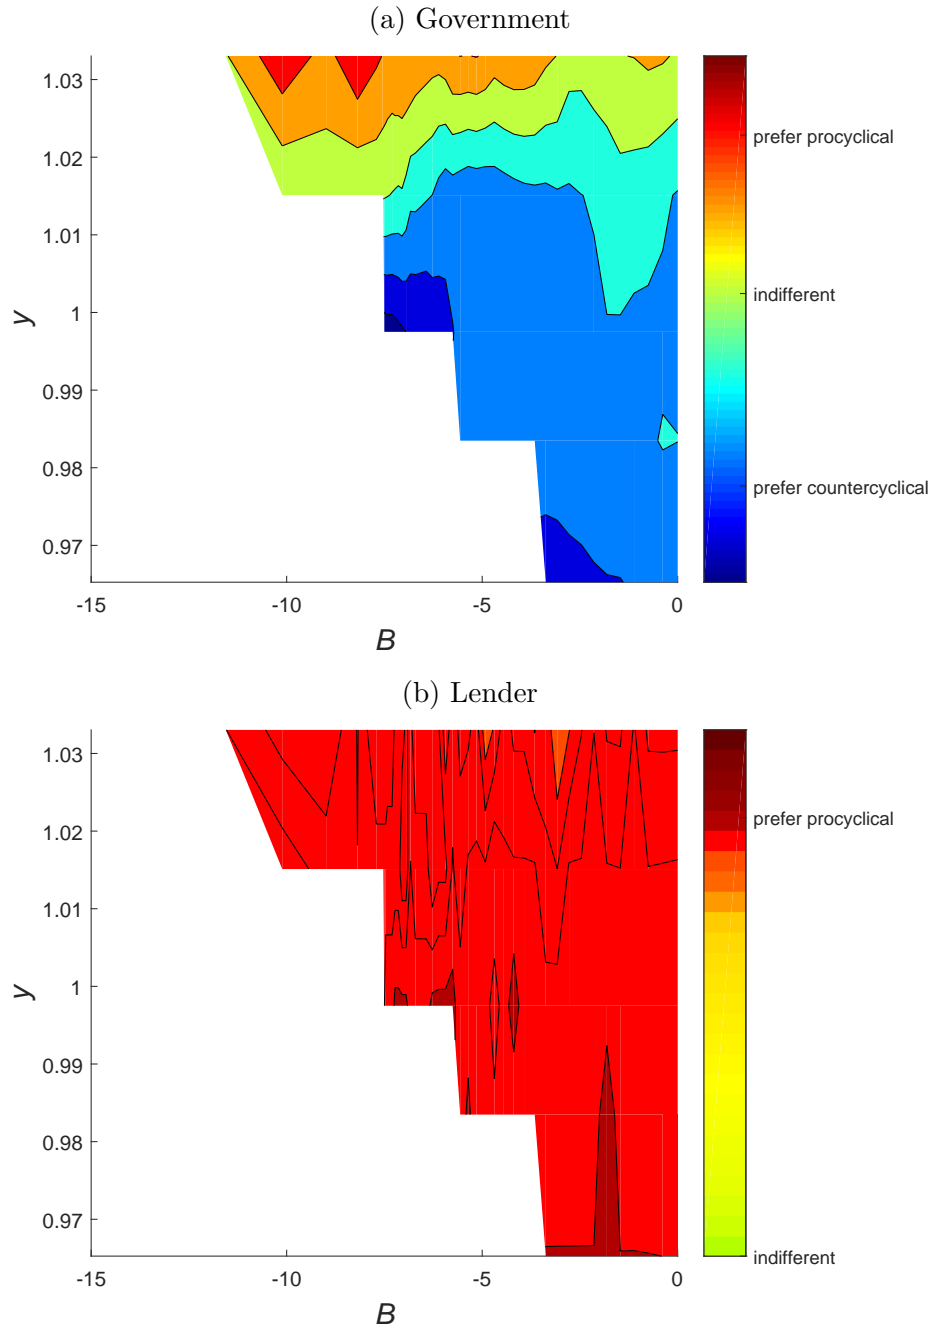 (a) Government
1.03
1.02
1.01
1
0.99
0.98
0.97
y
-15
-10
-5
0
B
prefer procyclical
indifferent
prefer countercyclical
(b) Lender
1.03
1.02
1.01
1
0.99
0.98
0.97
y
-15
-10
-5
0
B
prefer procyclical
indifferent